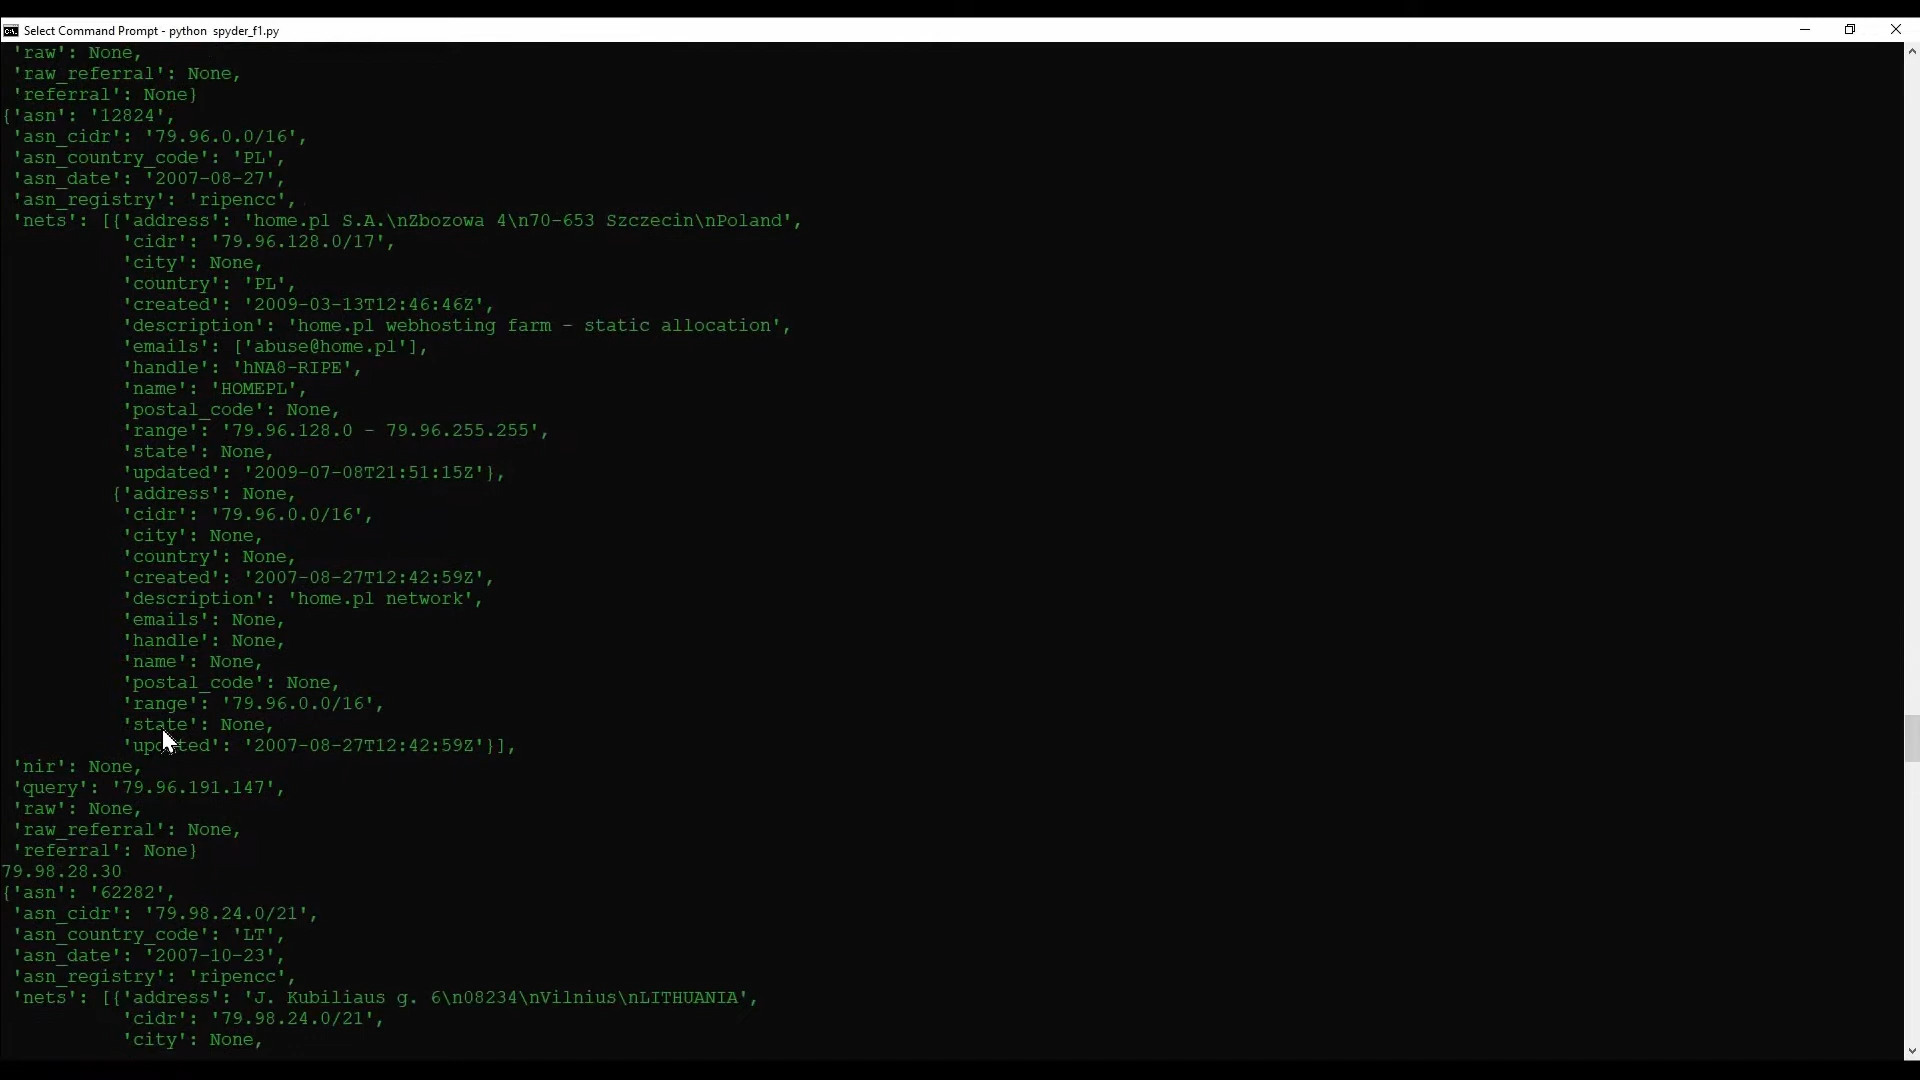 Select Command Prompt - python  spyder_f1.py
'raw': None,
'raw_referral': None,
'referral': None}
{'asn': '12824',
'asn_cidr': '79.96.0.0/16',
'asn_country_code': 'PL',
'asn_date': '2007-08-27',
'asn_registry': 'ripencc',
'nets': [{'address': 'home.pl S.A.\nZbozowa 4\n70-653 Szczecin\nPoland',
'cidr': '79.96.128.0/17',
'city': None,
'country': 'PL',
'created': '2009-03-13T12:46:46Z',
'description': 'home.pl webhosting farm - static allocation',
'emails': ['abuse@home.pl'],
'handle': 'hNA8-RIPE',
'name': 'HOMEPL',
'postal_code': None,
'range': '79.96.128.0 - 79.96.255.255',
'state': None,
'updated': '2009-07-08T21:51:15Z'},
{'address': None,
'cidr': '79.96.0.0/16',
'city': None,
'country': None,
'created': '2007-08-27T12:42:59Z',
'description': 'home.pl network',
'emails': None,
'handle': None,
'name': None,
'postal_code': None,
'range': '79.96.0.0/16',
'state': None,
'updated': '2007-08-27T12:42:59Z'}],
'nir': None,
'query': '79.96.191.147',
'raw': None,
'raw_referral': None,
'referral': None}
79.98.28.30
{'asn': '62282',
'asn_cidr': '79.98.24.0/21',
'asn_country_code': 'LT',
'asn_date': '2007-10-23',
'asn_registry': 'ripencc',
'nets': [{'address': 'J. Kubiliaus g. 6\n08234\nVilnius\nLITHUANIA',
'cidr': '79.98.24.0/21',
'city': None,